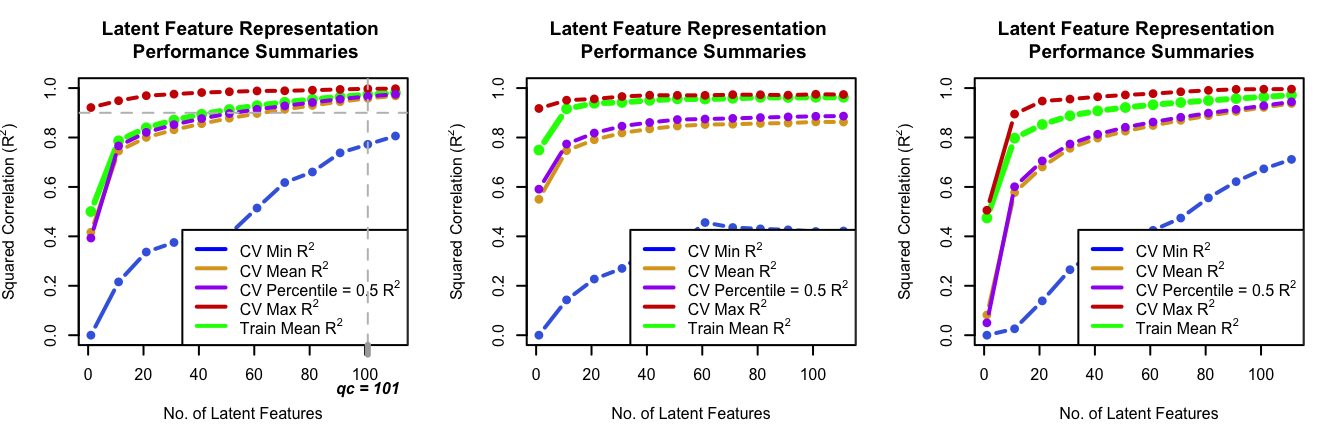 Latent Feature Representation
Performance Summaries
Squared Correlation (R²)
1.0
0.8
0.6
0.4
0.2
0.0
CV Min R²
CV Mean R²
CV Percentile = 0.5 R²
CV Max R²
Train Mean R²
0 20 40 60 80 100
qc = 101
No. of Latent Features
Latent Feature Representation
Performance Summaries
Squared Correlation (R²)
1.0
0.8
0.6
0.4
0.2
0.0
CV Min R²
CV Mean R²
CV Percentile = 0.5 R²
CV Max R²
Train Mean R²
0 20 40 60 80 100
No. of Latent Features
Latent Feature Representation
Performance Summaries
Squared Correlation (R²)
1.0
0.8
0.6
0.4
0.2
0.0
CV Min R²
CV Mean R²
CV Percentile = 0.5 R²
CV Max R²
Train Mean R²
0 20 40 60 80 100
No. of Latent Features